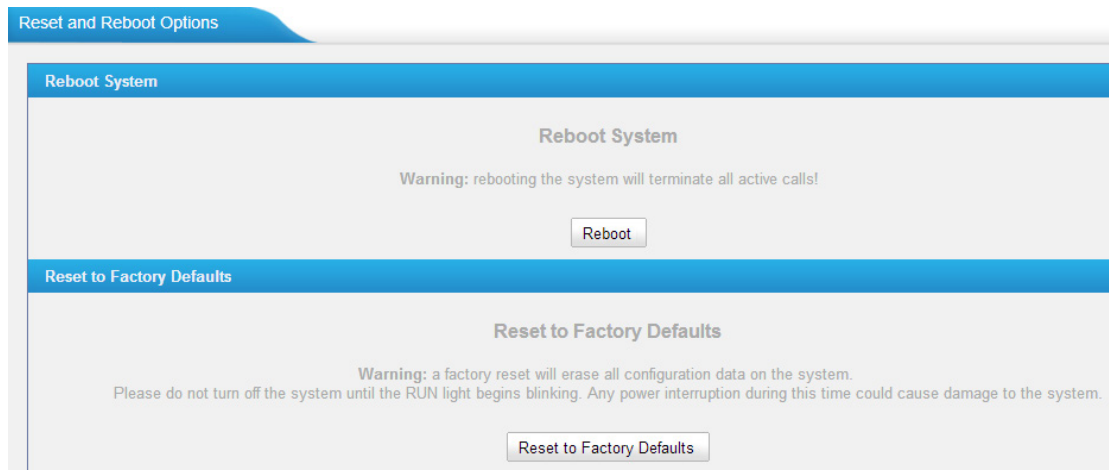 Reset and Reboot Options
Reboot System
Reboot System
Warning: rebooting the system will terminate all active calls!
Reboot
Reset to Factory Defaults
Reset to Factory Defaults
Warning: a factory reset will erase all configuration data on the system.
Please do not turn off the system until the RUN light begins blinking. Any power interruption during this time could cause damage to the system.
Reset to Factory Defaults